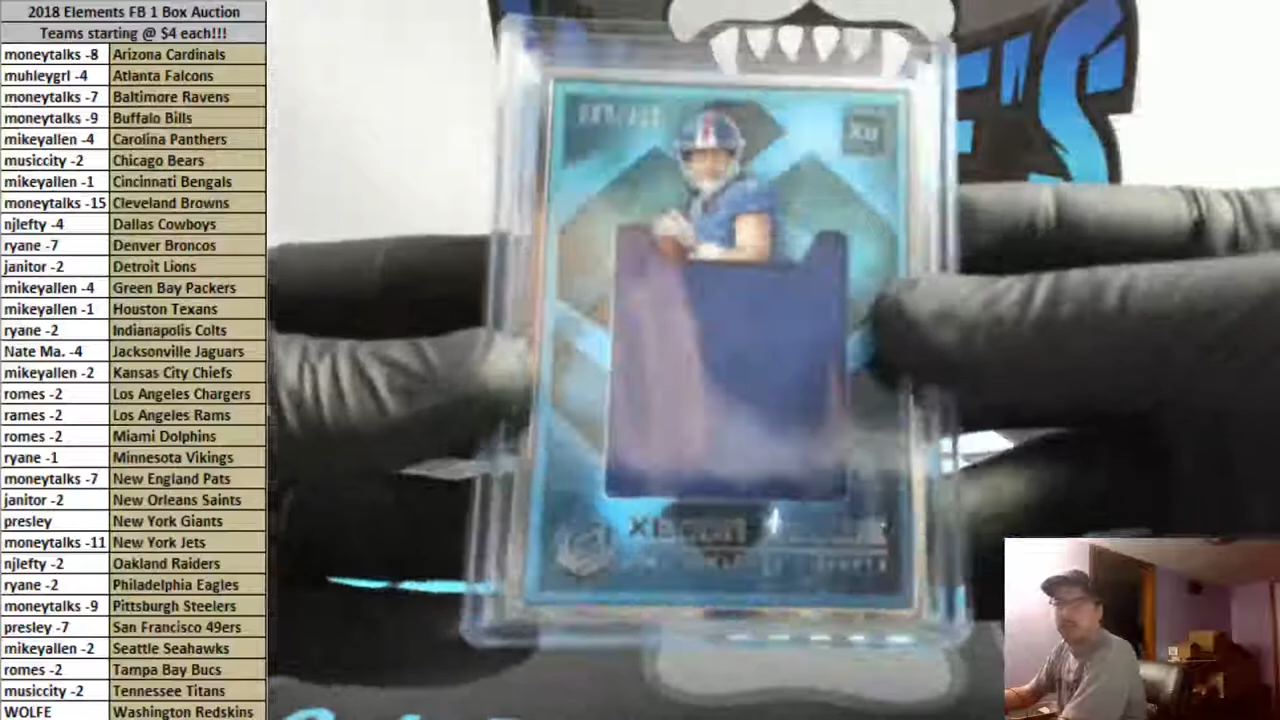 2018 Elements FB 1 Box Auction
Teams starting @ $4 each!!!
moneytalks -8 Arizona Cardinals
muhleygrl -4 Atlanta Falcons
moneytalks -7 Baltimore Ravens
moneytalks -9 Buffalo Bills
mikeyallen -4 Carolina Panthers
musiccity -2 Chicago Bears
mikeyallen -1 Cincinnati Bengals
moneytalks -15 Cleveland Browns
njlefty -4 Dallas Cowboys
ryane -7 Denver Broncos
janitor -2 Detroit Lions
mikeyallen -4 Green Bay Packers
mikeyallen -1 Houston Texans
ryane -2 Indianapolis Colts
Nate Ma. -4 Jacksonville Jaguars
mikeyallen -2 Kansas City Chiefs
romes -2 Los Angeles Chargers
rames -2 Los Angeles Rams
romes -2 Miami Dolphins
ryane -1 Minnesota Vikings
moneytalks -7 New England Pats
janitor -2 New Orleans Saints
presley New York Giants
moneytalks -11 New York Jets
njlefty -2 Oakland Raiders
ryane -2 Philadelphia Eagles
moneytalks -9 Pittsburgh Steelers
presley -7 San Francisco 49ers
mikeyallen -2 Seattle Seahawks
romes -2 Tampa Bay Bucs
musiccity -2 Tennessee Titans
WOLFE Washington Redskins